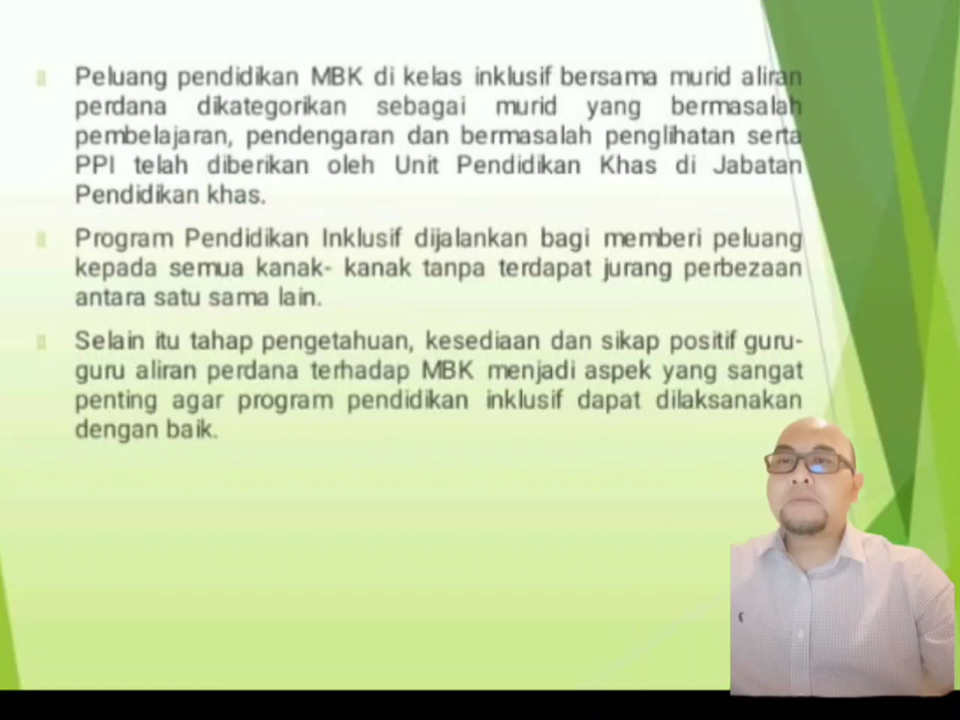 Peluang pendidikan MBK di kelas inklusif bersama murid aliran
perdana dikategorikan sebagai murid yang bermasalah
pembelajaran, pendengaran dan bermasalah penglihatan serta
PPI telah diberikan oleh Unit Pendidikan Khas di Jabatan
Pendidikan khas.
Program Pendidikan Inklusif dijalankan bagi memberi peluang
kepada semua kanak- kanak tanpa terdapat jurang perbezaan
antara satu sama lain.
Selain itu tahap pengetahuan, kesediaan dan sikap positif guru-
guru aliran perdana terhadap MBK menjadi aspek yang sangat
penting agar program pendidikan inklusif dapat dilaksanakan
dengan baik.